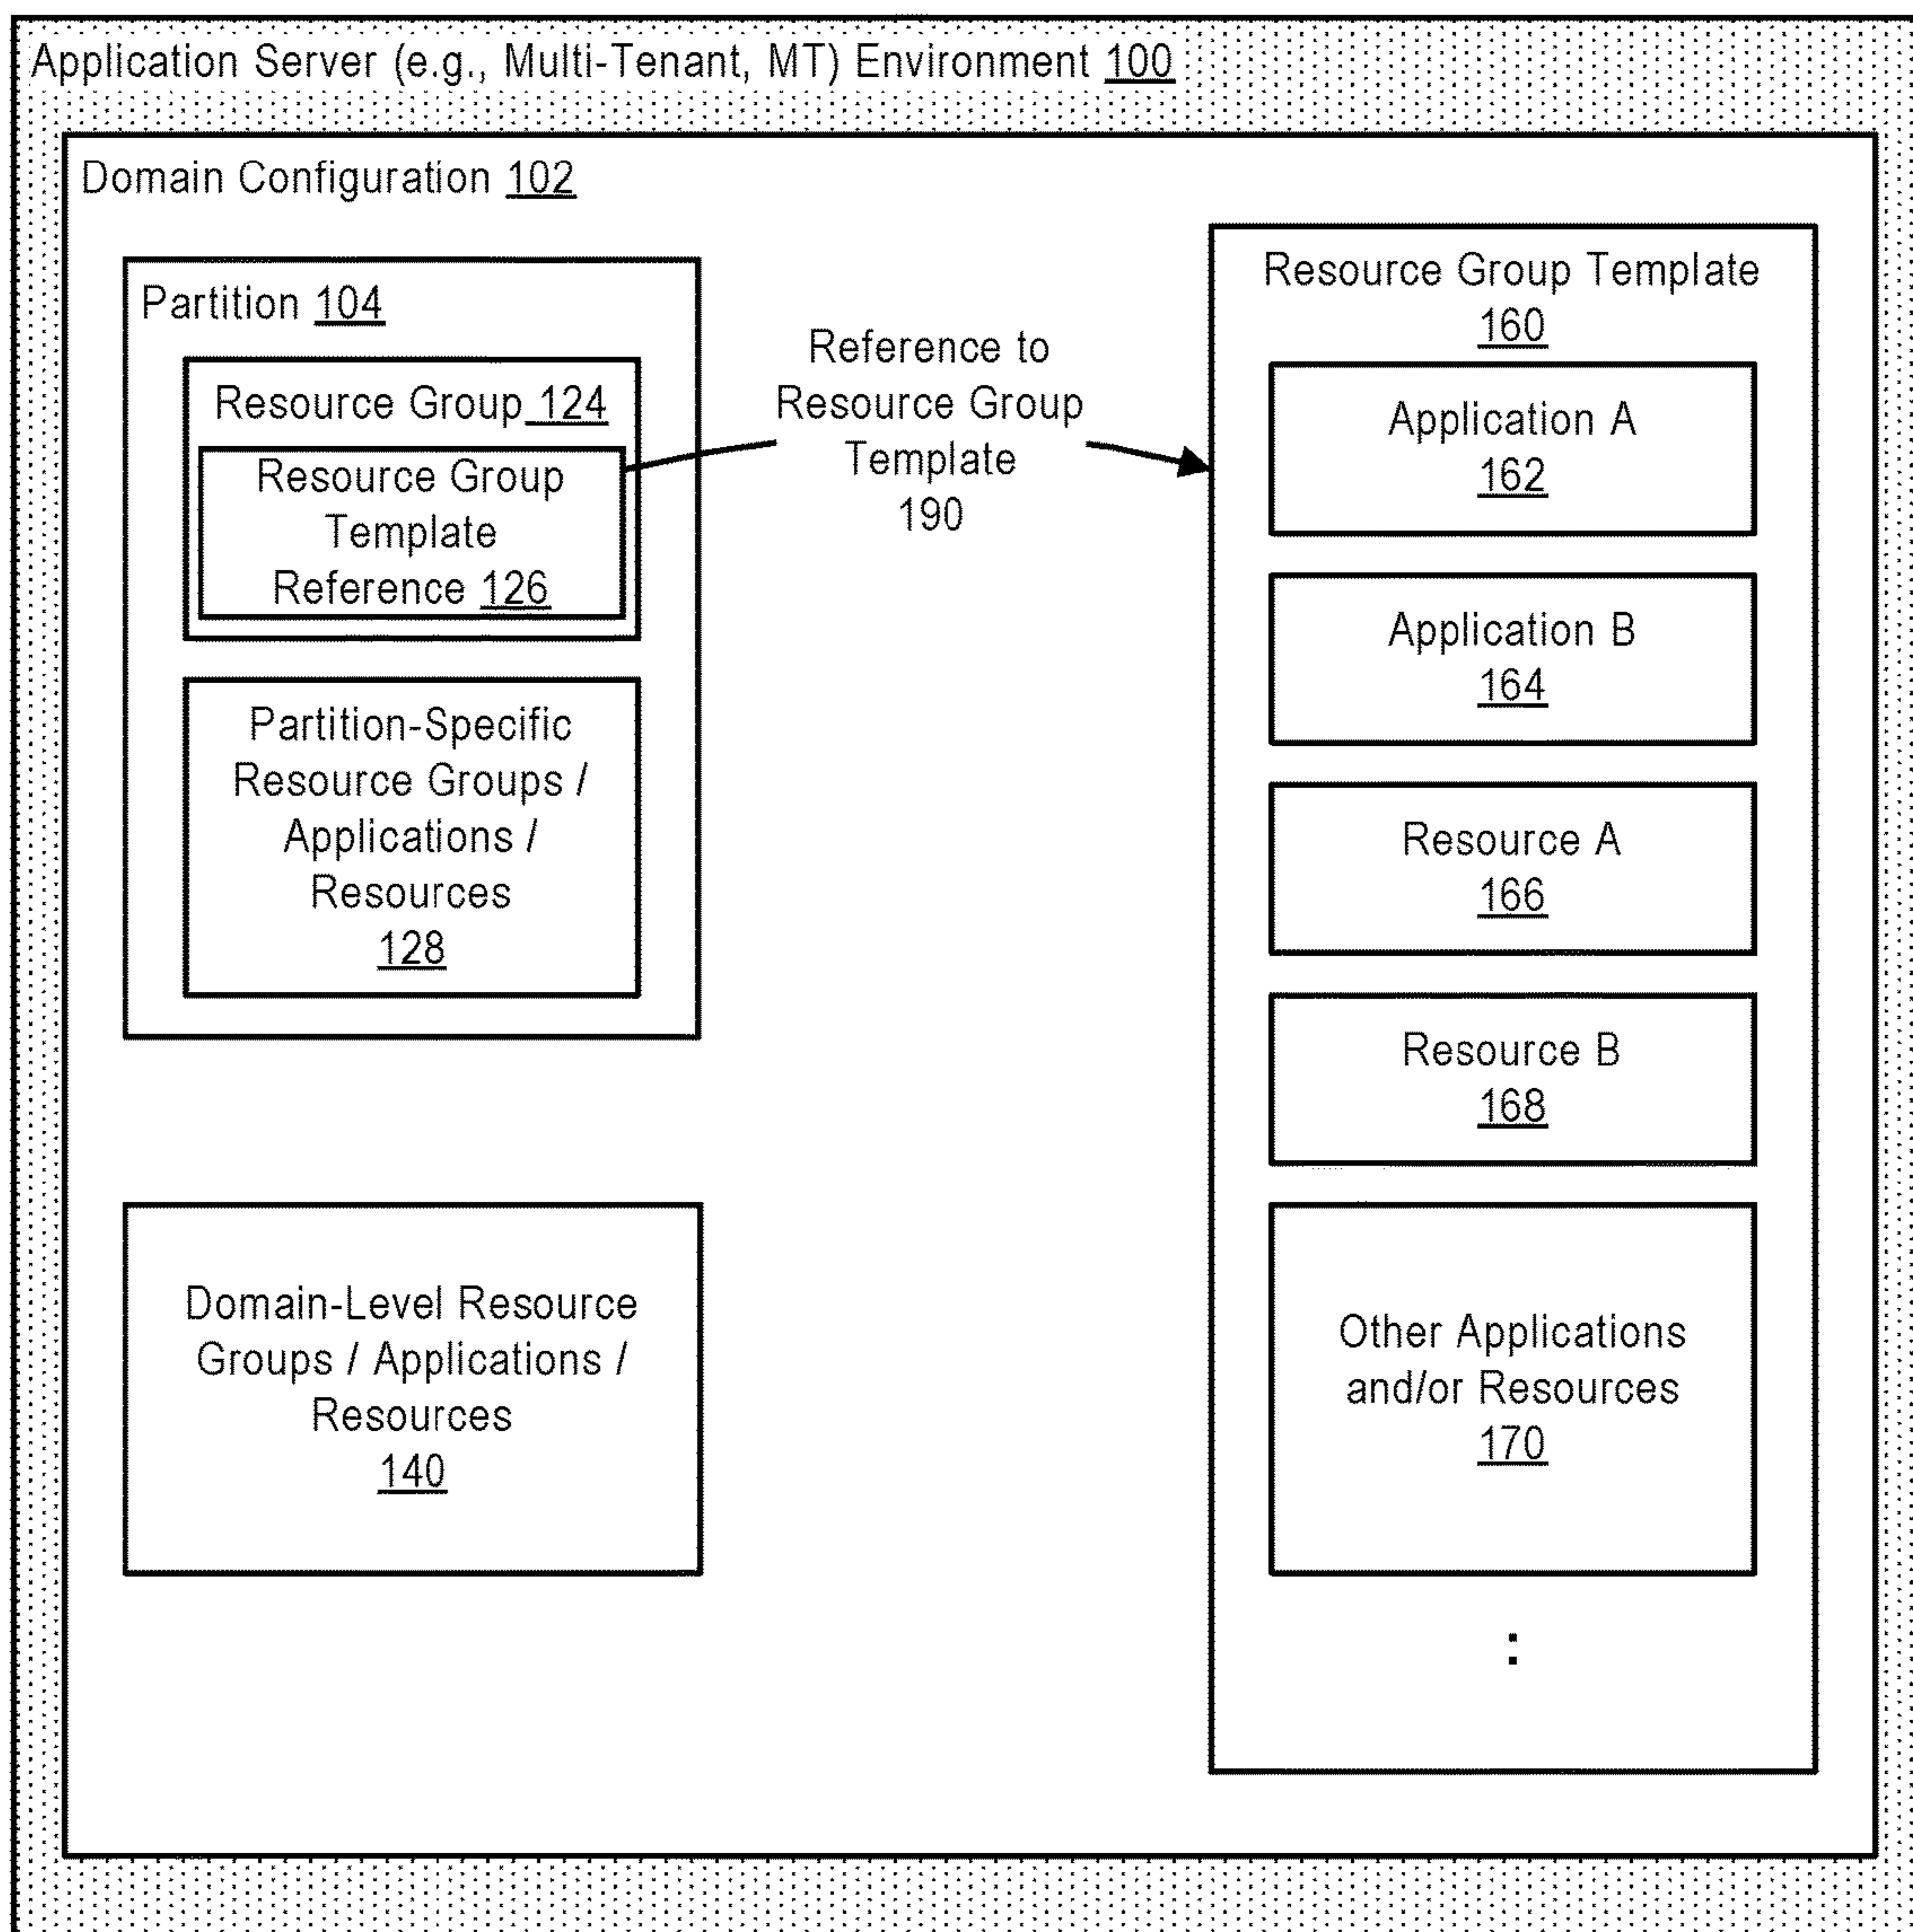 Application Server (e.g., Multi-Tenant, MT) Environment 100
Domain Configuration 102
Partition 104
Resource Group 124
Resource Group
Template
Reference 126
Partition-Specific
Resource Groups /
Applications /
Resources
128
Reference to
Resource Group
Template
190
Resource Group Template
160
Application A
162
Application B
164
Resource A
166
Resource B
168
Other Applications
and/or Resources
170
:
Domain-Level Resource
Groups / Applications /
Resources
140